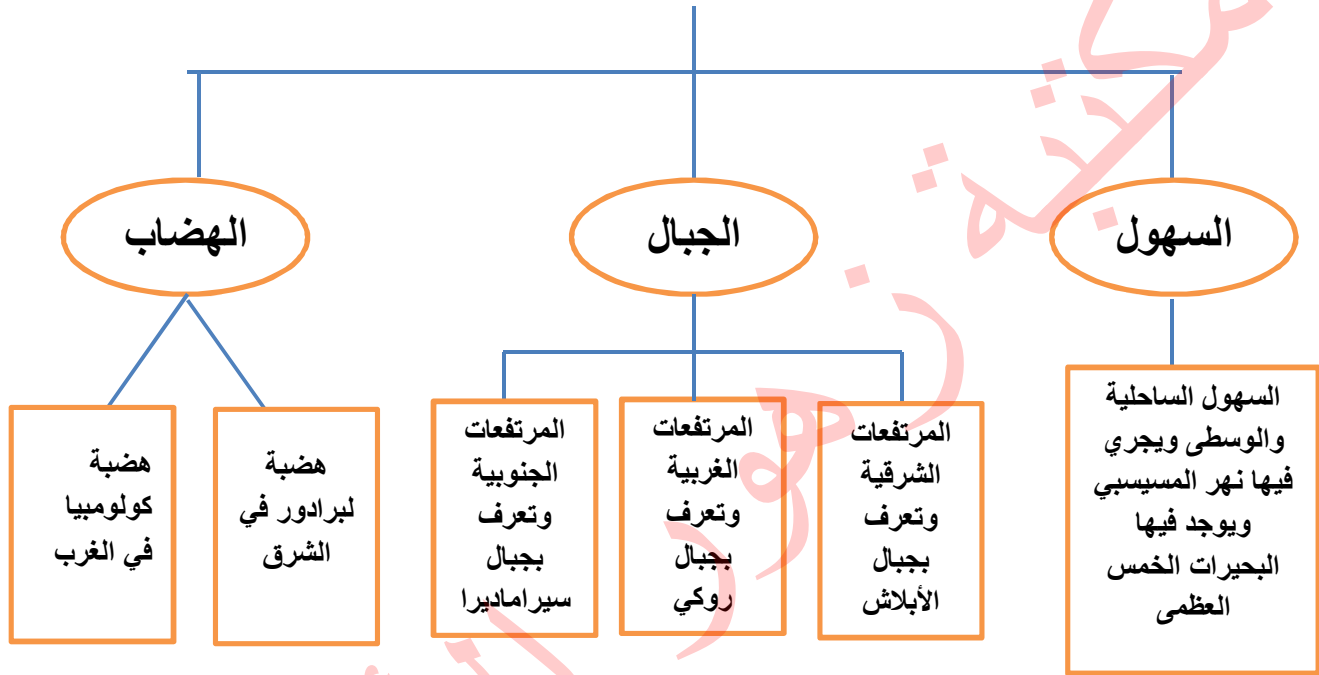 السهول
الجبال
الهضاب
السهول الساحلية
والوسطى ويجري
فيها نهر المسيسبي
ويوجد فيها
البحيرات الخمس
العظمى
المرتفعات
الشرقية
وتعرف
بجبال
الأبلاش
المرتفعات
الغربية
وتعرف
بجبال
روكي
المرتفعات
الجنوبية
وتعرف
بجبال
سيراماديرا
هضبة
لبرادور في
الشرق
هضبة
كولومبيا
في الغرب